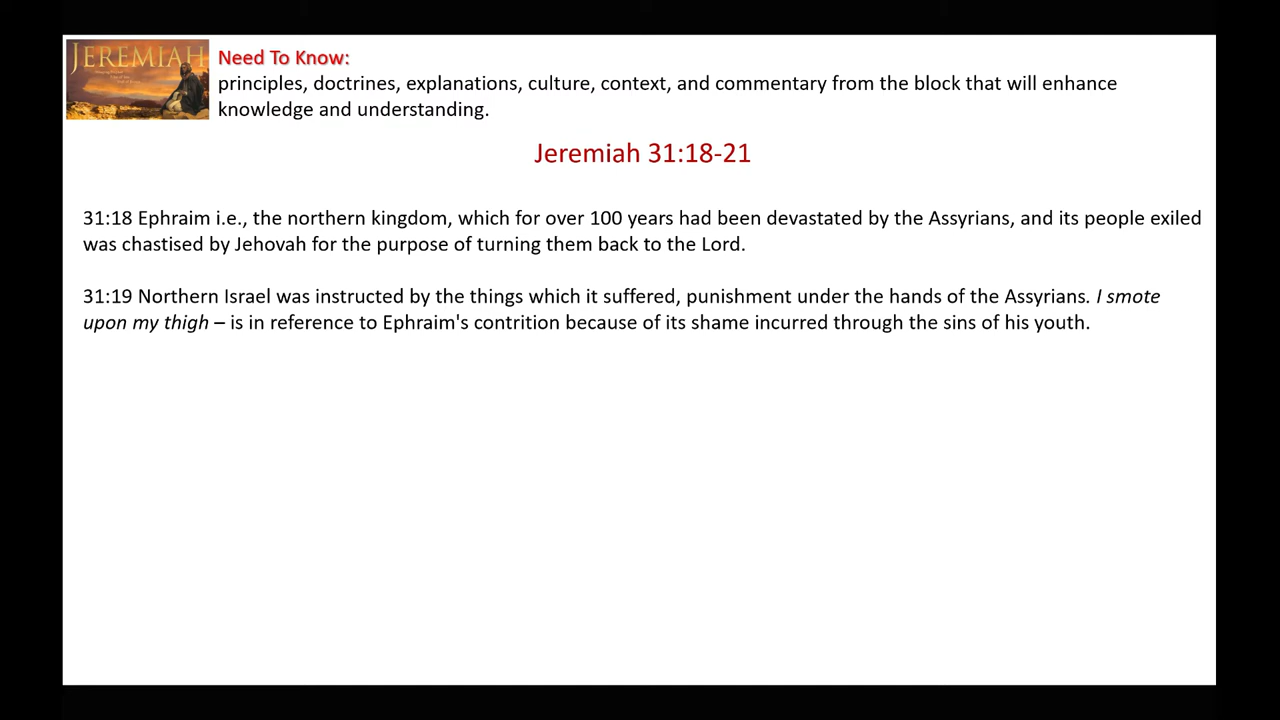 JEREMIAH
Need To Know:
principles, doctrines, explanations, culture, context, and commentary from the block that will enhance
knowledge and understanding.
Jeremiah 31:18-21
31:18 Ephraim i.e., the northern kingdom, which for over 100 years had been devastated by the Assyrians, and its people exiled
was chastised by Jehovah for the purpose of turning them back to the Lord.
31:19 Northern Israel was instructed by the things which it suffered, punishment under the hands of the Assyrians. I smote
upon my thigh – is in reference to Ephraim's contrition because of its shame incurred through the sins of his youth.